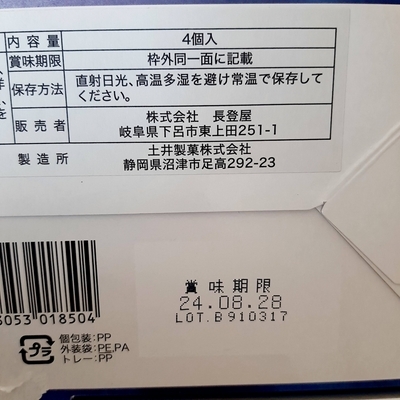 内容量 4個入
賞味期限 枠外同一面に記載
保存方法 直射日光、高温多湿を避け常温で保存して
ください。
販売者 株式会社 長登屋
岐阜県下呂市東上田251-1
製造所 土井製菓株式会社
静岡県沼津市足高292-23
賞味期限
24.08.28
LOT.B910317
053 018504
プラ
個包装:PP
外装袋:PE,PA
トレー:PP